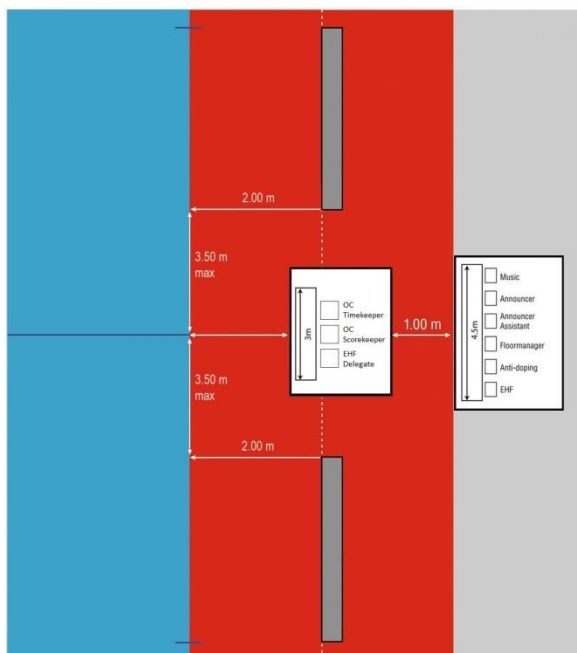 2.00 m
3.50 m
max
3m
OC
Timekeeper
OC
Scorekeeper
EHF
Delegate
1.00 m
4.5m
Music
Announcer
Announcer
Assistant
Floormanager
Anti-doping
EHF
3.50 m
max
2.00 m